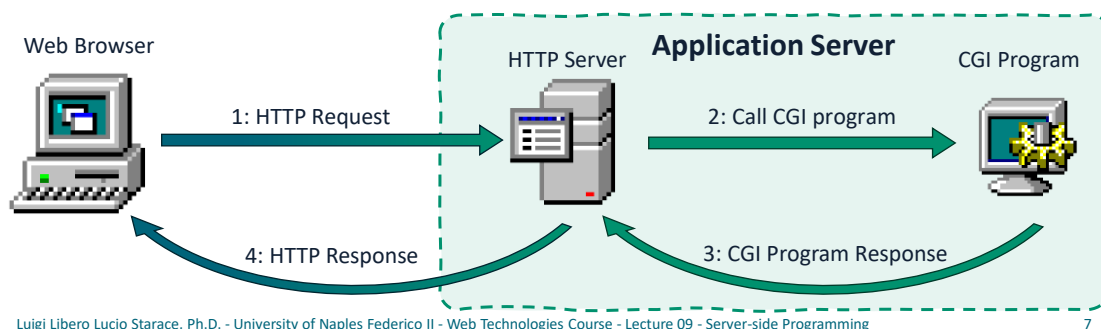 Web Browser
Application Server
HTTP Server
CGI Program
1: HTTP Request
2: Call CGI program
4: HTTP Response
3: CGI Program Response
Luigi Libero Lucio Starace, Ph.D. - University of Naples Federico II - Web Technologies Course - Lecture 09 - Server-side Programming
7